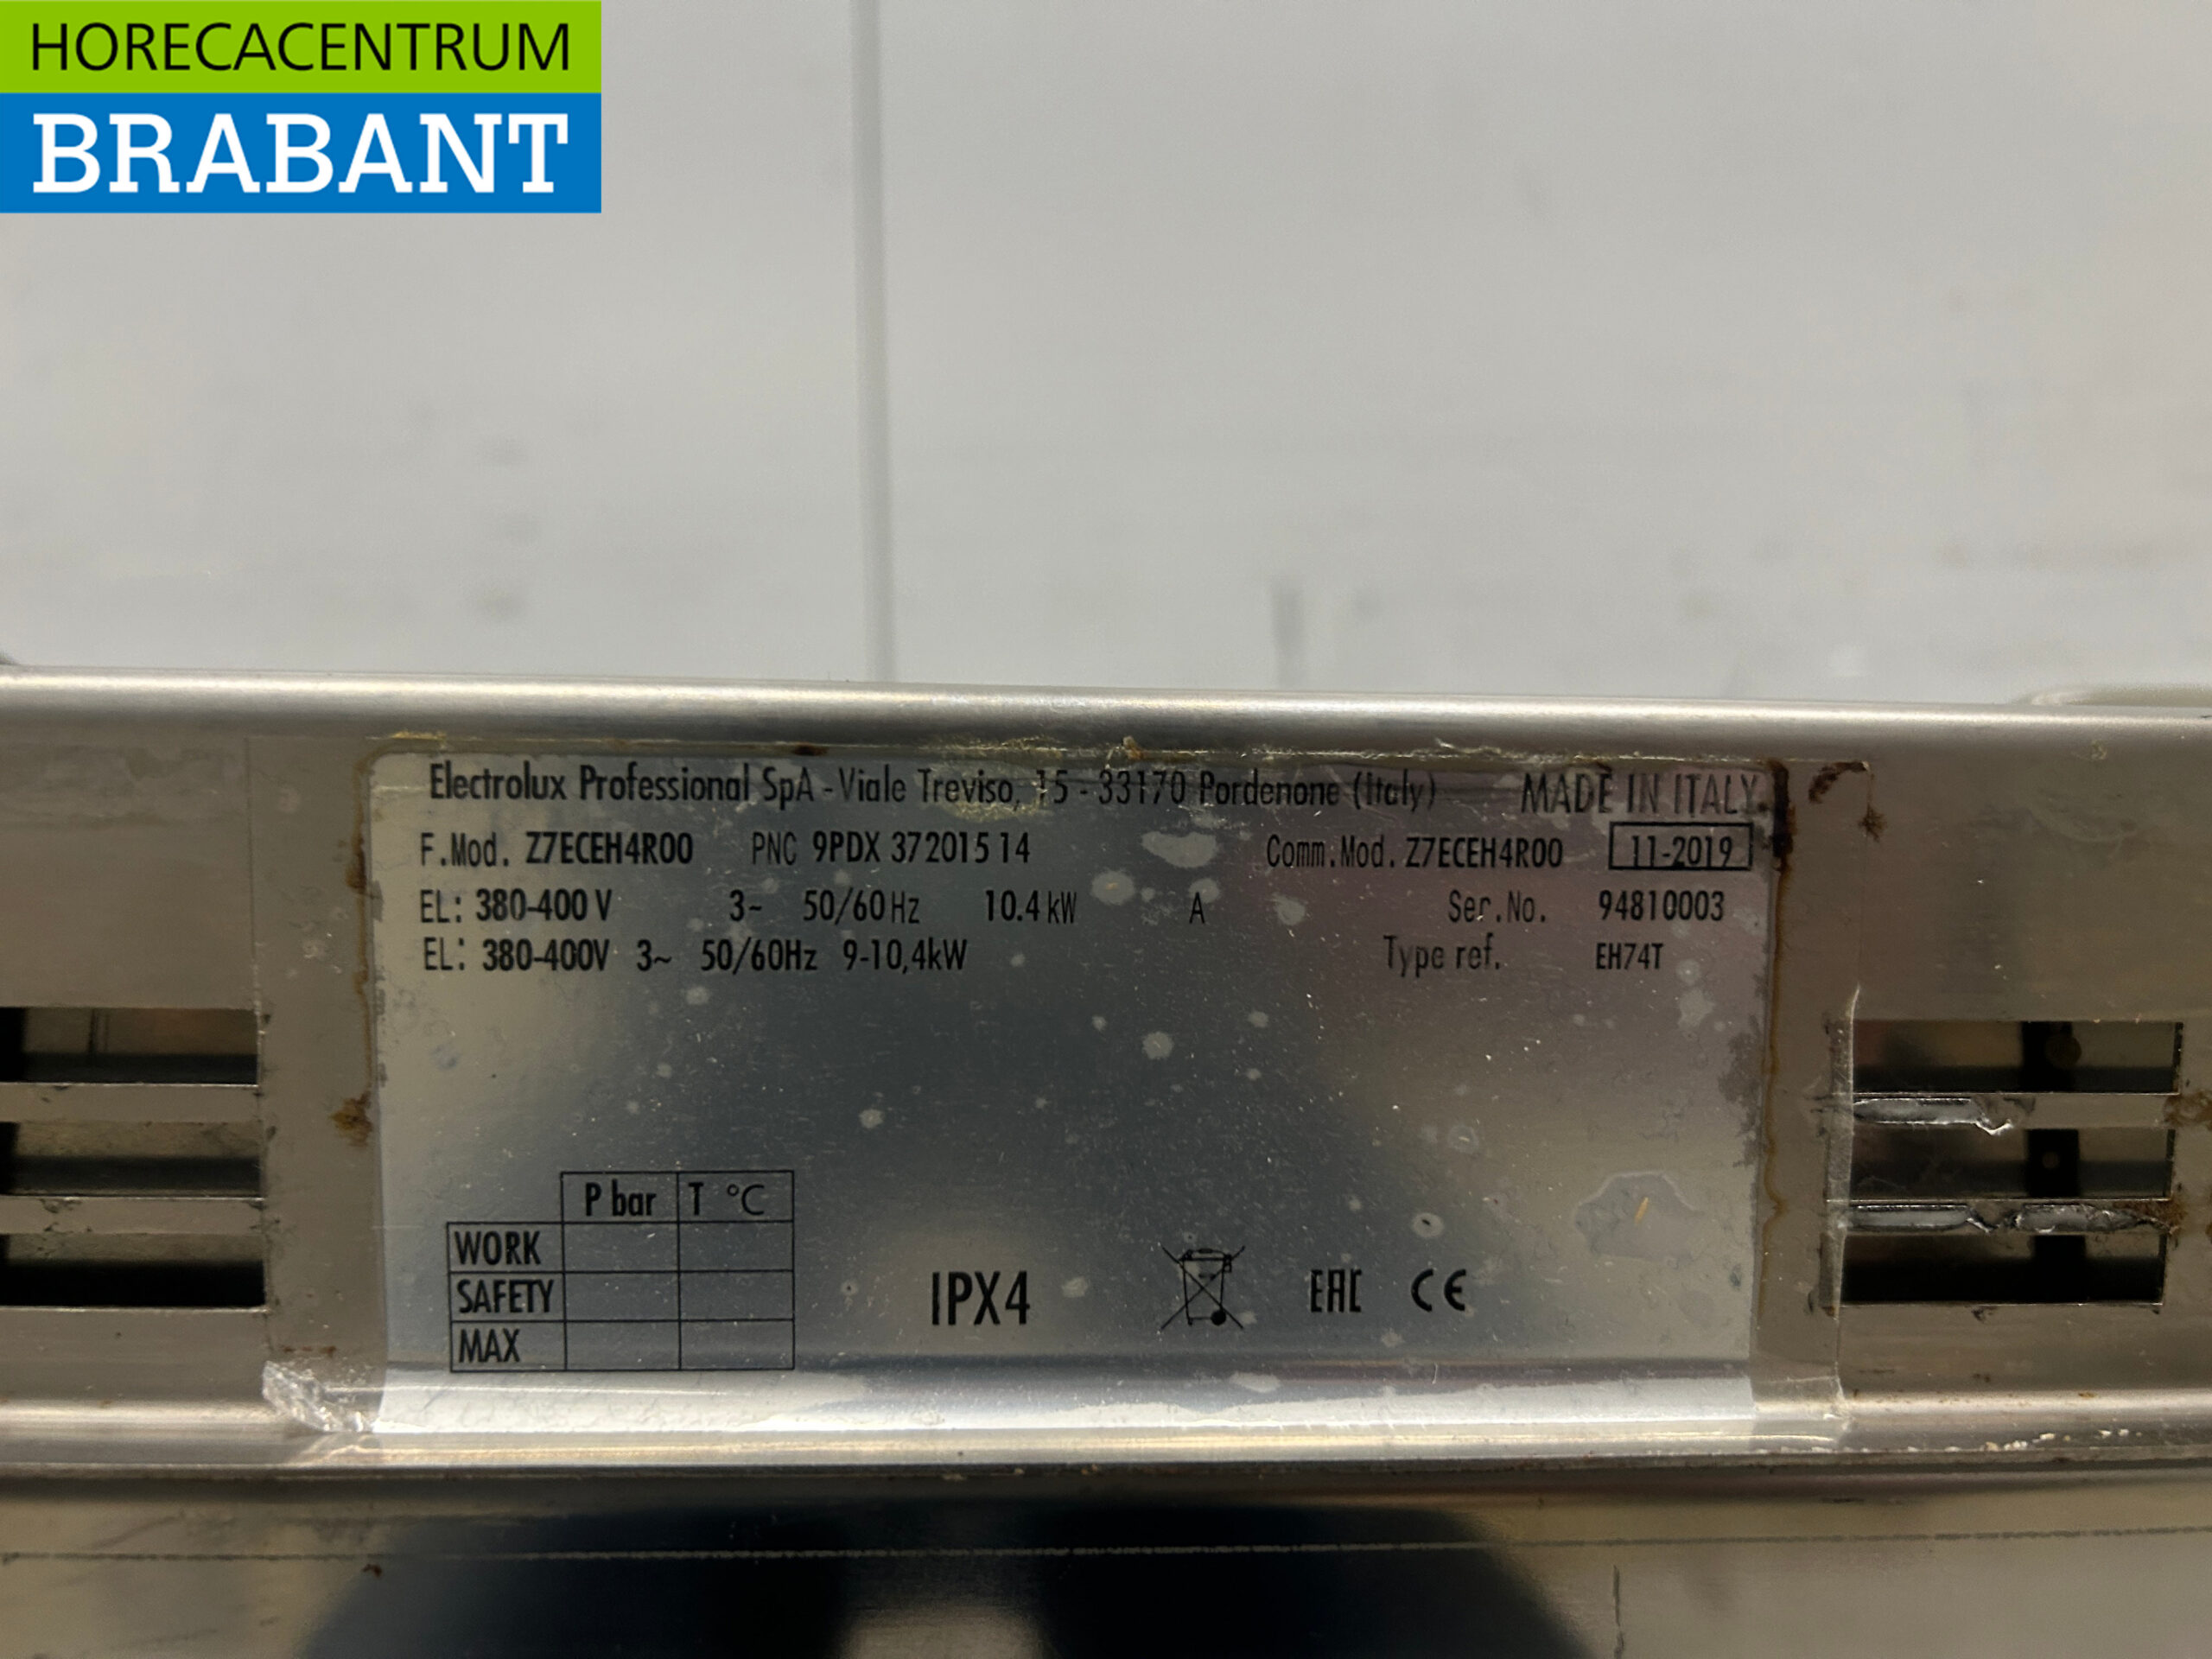 HORECACENTRUM
BRABANT
Electrolux Professional SpA - Viale Treviso, 15 - 33170 Pordenone (Italy) MADE IN ITALY
F.Mod. Z7ECEH4R00 PNC 9PDX 372015 14 Comm.Mod. Z7ECEH4R00 11-2019
EL: 380-400 V 3~ 50/60Hz 10.4 kW A Ser.No. 94810003
EL: 380-400V 3~ 50/60Hz 9-10,4kW Type ref. EH74T
P bar T °C
WORK
SAFETY
MAX
IPX4 EAC CE